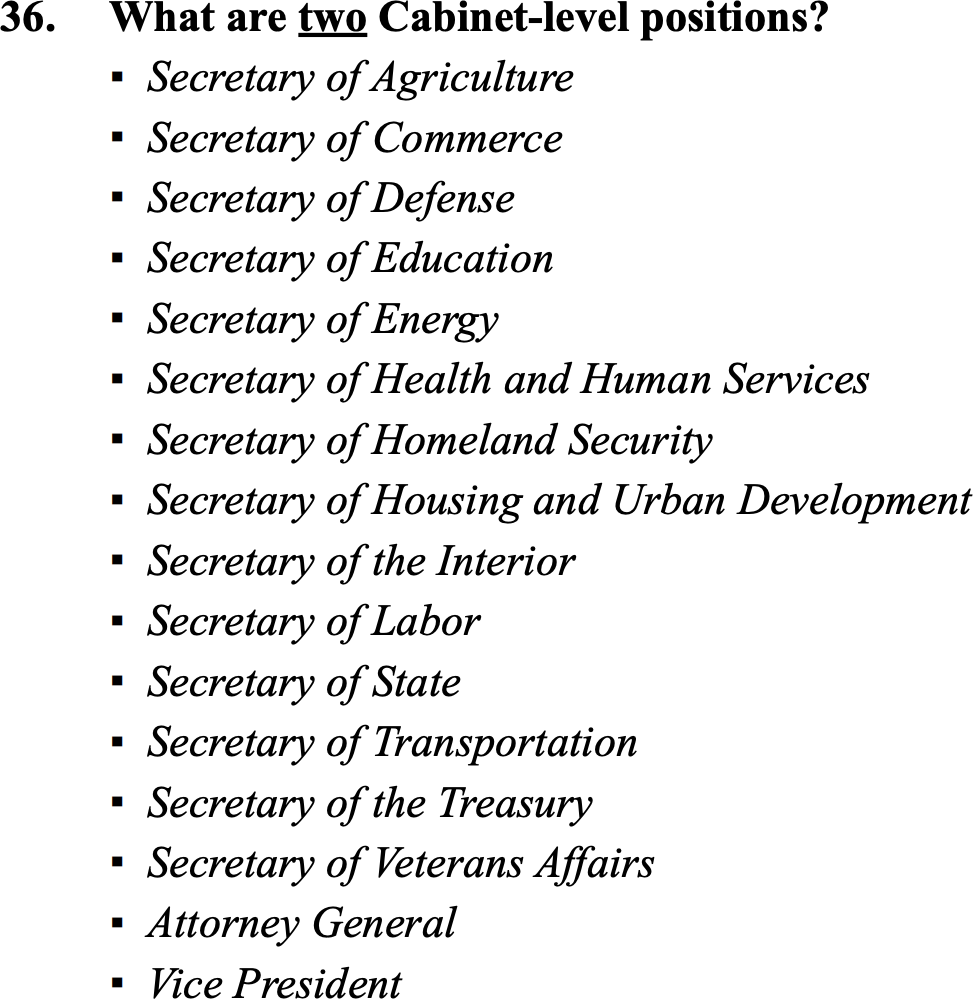 36. What are two Cabinet-level positions?
▪ Secretary of Agriculture
▪ Secretary of Commerce
▪ Secretary of Defense
▪ Secretary of Education
▪ Secretary of Energy
▪ Secretary of Health and Human Services
▪ Secretary of Homeland Security
▪ Secretary of Housing and Urban Development
▪ Secretary of the Interior
▪ Secretary of Labor
▪ Secretary of State
▪ Secretary of Transportation
▪ Secretary of the Treasury
▪ Secretary of Veterans Affairs
▪ Attorney General
▪ Vice President